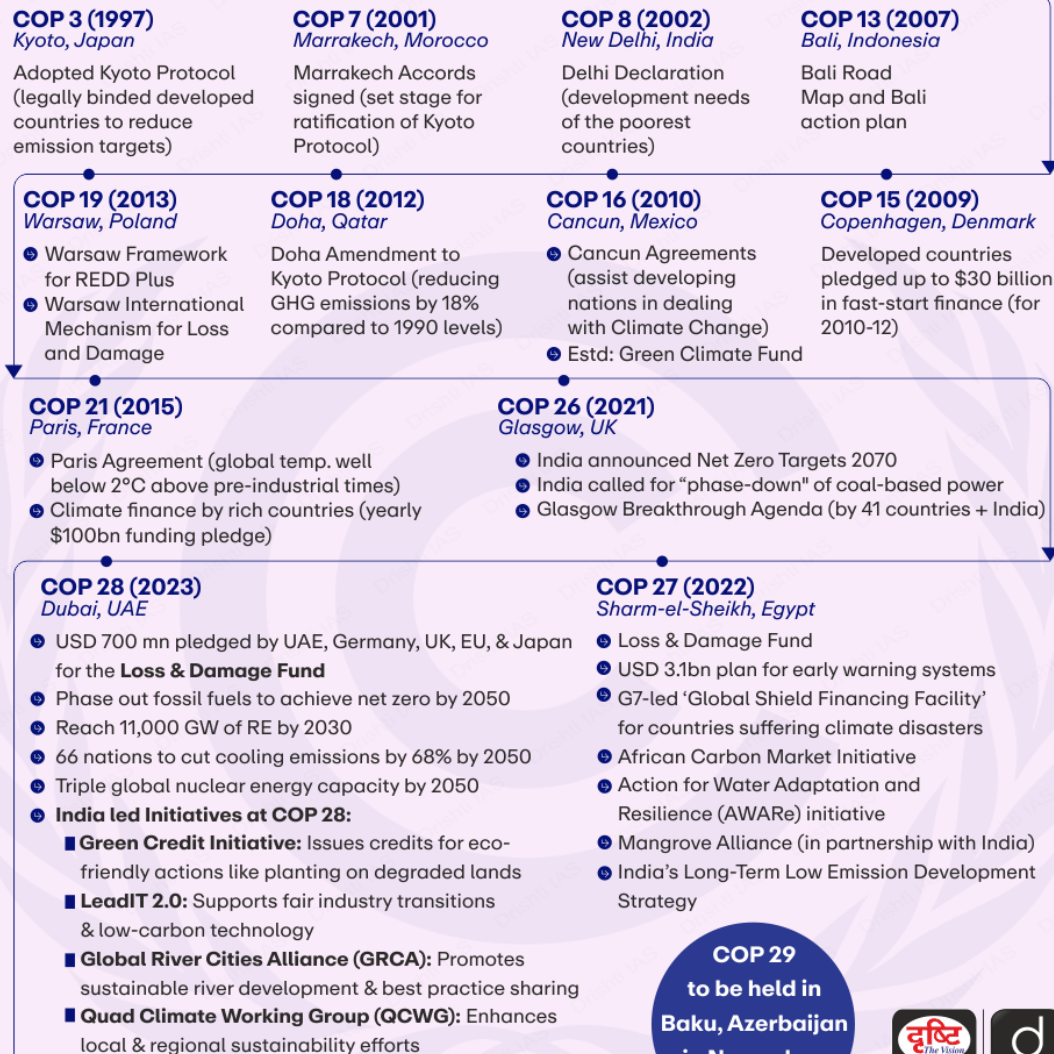 COP 3 (1997)
Kyoto, Japan
Adopted Kyoto Protocol
(legally binded developed
countries to reduce
emission targets)
COP 7 (2001)
Marrakech, Morocco
Marrakech Accords
signed (set stage for
ratification of Kyoto
Protocol)
COP 8 (2002)
New Delhi, India
Delhi Declaration
(development needs
of the poorest
countries)
COP 13 (2007)
Bali, Indonesia
Bali Road
Map and Bali
action plan
COP 19 (2013)
Warsaw, Poland
Warsaw Framework
for REDD Plus
Warsaw International
Mechanism for Loss
and Damage
COP 18 (2012)
Doha, Qatar
Doha Amendment to
Kyoto Protocol (reducing
GHG emissions by 18%
compared to 1990 levels)
COP 16 (2010)
Cancun, Mexico
Cancun Agreements
(assist developing
nations in dealing
with Climate Change)
Estd: Green Climate Fund
COP 15 (2009)
Copenhagen, Denmark
Developed countries
pledged up to $30 billion
in fast-start finance (for
2010-12)
COP 21 (2015)
Paris, France
Paris Agreement (global temp. well
below 2°C above pre-industrial times)
Climate finance by rich countries (yearly
$100bn funding pledge)
COP 26 (2021)
Glasgow, UK
India announced Net Zero Targets 2070
India called for “phase-down" of coal-based power
Glasgow Breakthrough Agenda (by 41 countries + India)
COP 28 (2023)
Dubai, UAE
USD 700 mn pledged by UAE, Germany, UK, EU, & Japan
for the Loss & Damage Fund
Phase out fossil fuels to achieve net zero by 2050
Reach 11,000 GW of RE by 2030
66 nations to cut cooling emissions by 68% by 2050
Triple global nuclear energy capacity by 2050
India led Initiatives at COP 28:
Green Credit Initiative: Issues credits for eco-
friendly actions like planting on degraded lands
LeadIT 2.0: Supports fair industry transitions
& low-carbon technology
Global River Cities Alliance (GRCA): Promotes
sustainable river development & best practice sharing
Quad Climate Working Group (QCWG): Enhances
local & regional sustainability efforts
COP 27 (2022)
Sharm-el-Sheikh, Egypt
Loss & Damage Fund
USD 3.1bn plan for early warning systems
G7-led ‘Global Shield Financing Facility’
for countries suffering climate disasters
African Carbon Market Initiative
Action for Water Adaptation and
Resilience (AWARe) initiative
Mangrove Alliance (in partnership with India)
India’s Long-Term Low Emission Development
Strategy
COP 29
to be held in
Baku, Azerbaijan
दृष्टि
The Vision
d